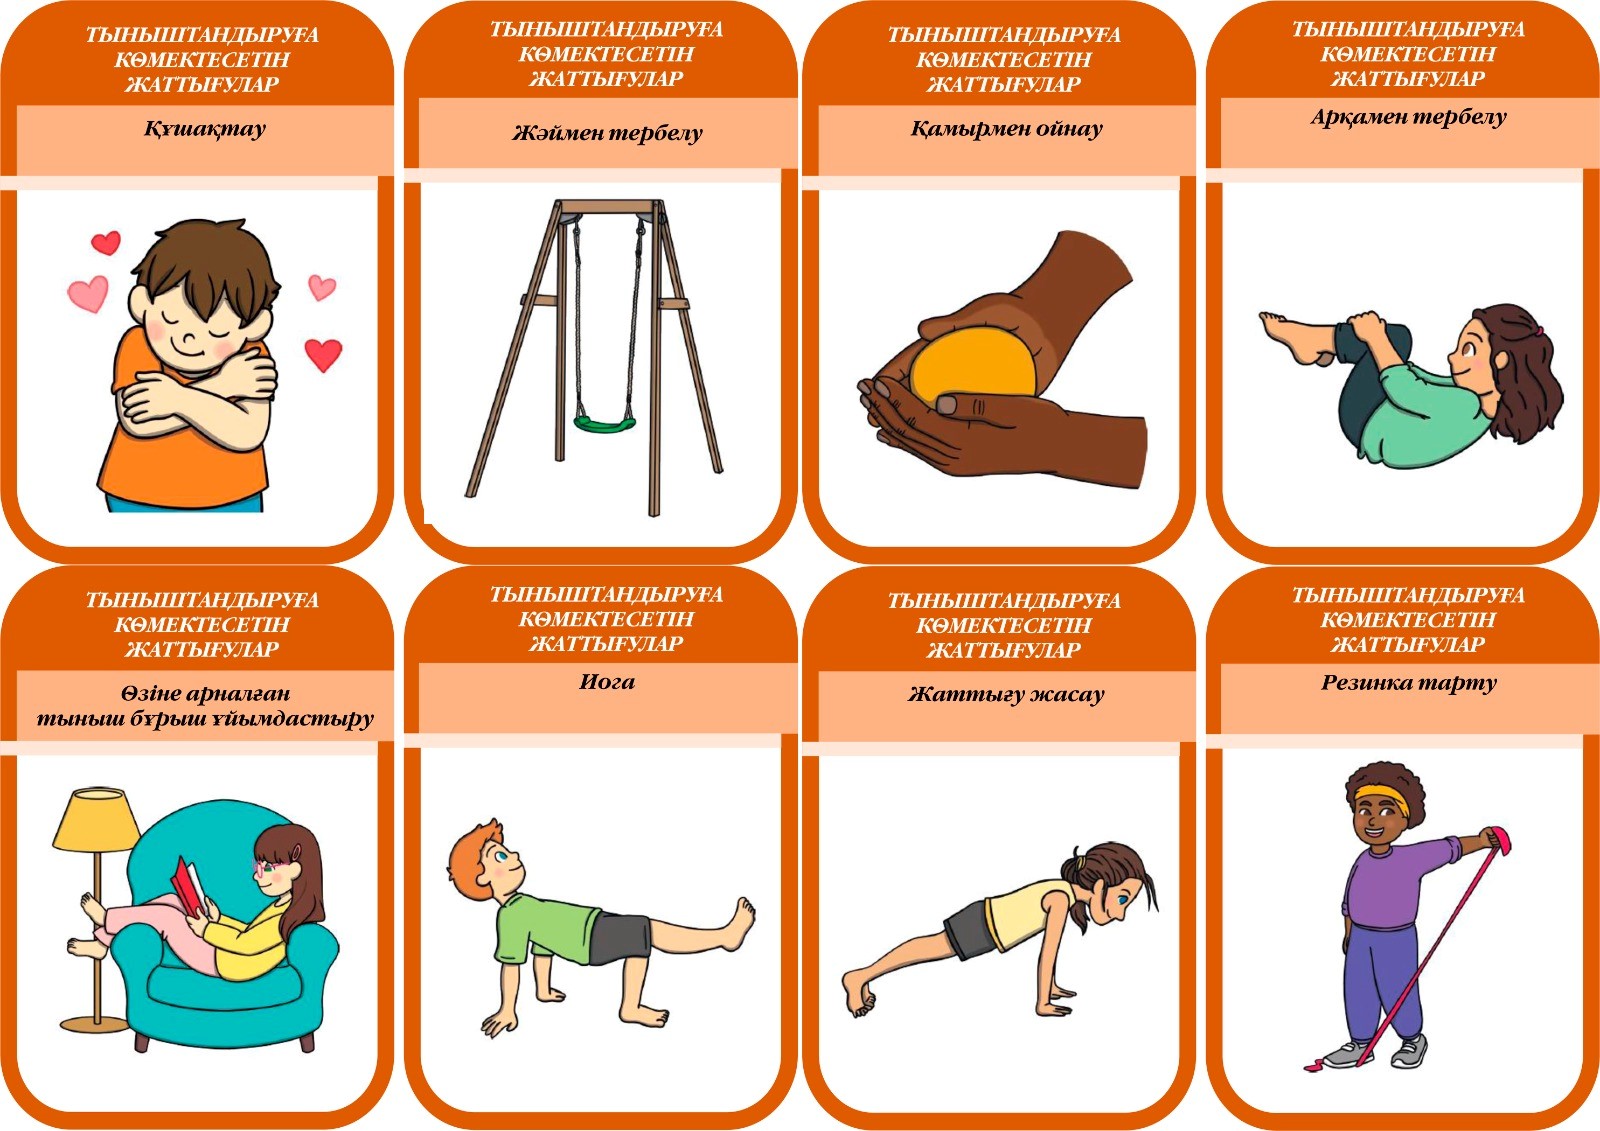 ТЫНЫШТАНДЫРУҒА
КӨМЕКТЕСЕТІН
ЖАТТЫҒУЛАР
Құшақтау
ТЫНЫШТАНДЫРУҒА
КӨМЕКТЕСЕТІН
ЖАТТЫҒУЛАР
Жәймен тербелу
ТЫНЫШТАНДЫРУҒА
КӨМЕКТЕСЕТІН
ЖАТТЫҒУЛАР
Қамырмен ойнау
ТЫНЫШТАНДЫРУҒА
КӨМЕКТЕСЕТІН
ЖАТТЫҒУЛАР
Арқамен тербелу
ТЫНЫШТАНДЫРУҒА
КӨМЕКТЕСЕТІН
ЖАТТЫҒУЛАР
Өзіне арналған
тыныш бұрыш ұйымдастыру
ТЫНЫШТАНДЫРУҒА
КӨМЕКТЕСЕТІН
ЖАТТЫҒУЛАР
Иога
ТЫНЫШТАНДЫРУҒА
КӨМЕКТЕСЕТІН
ЖАТТЫҒУЛАР
Жаттығу жасау
ТЫНЫШТАНДЫРУҒА
КӨМЕКТЕСЕТІН
ЖАТТЫҒУЛАР
Резинка тарту